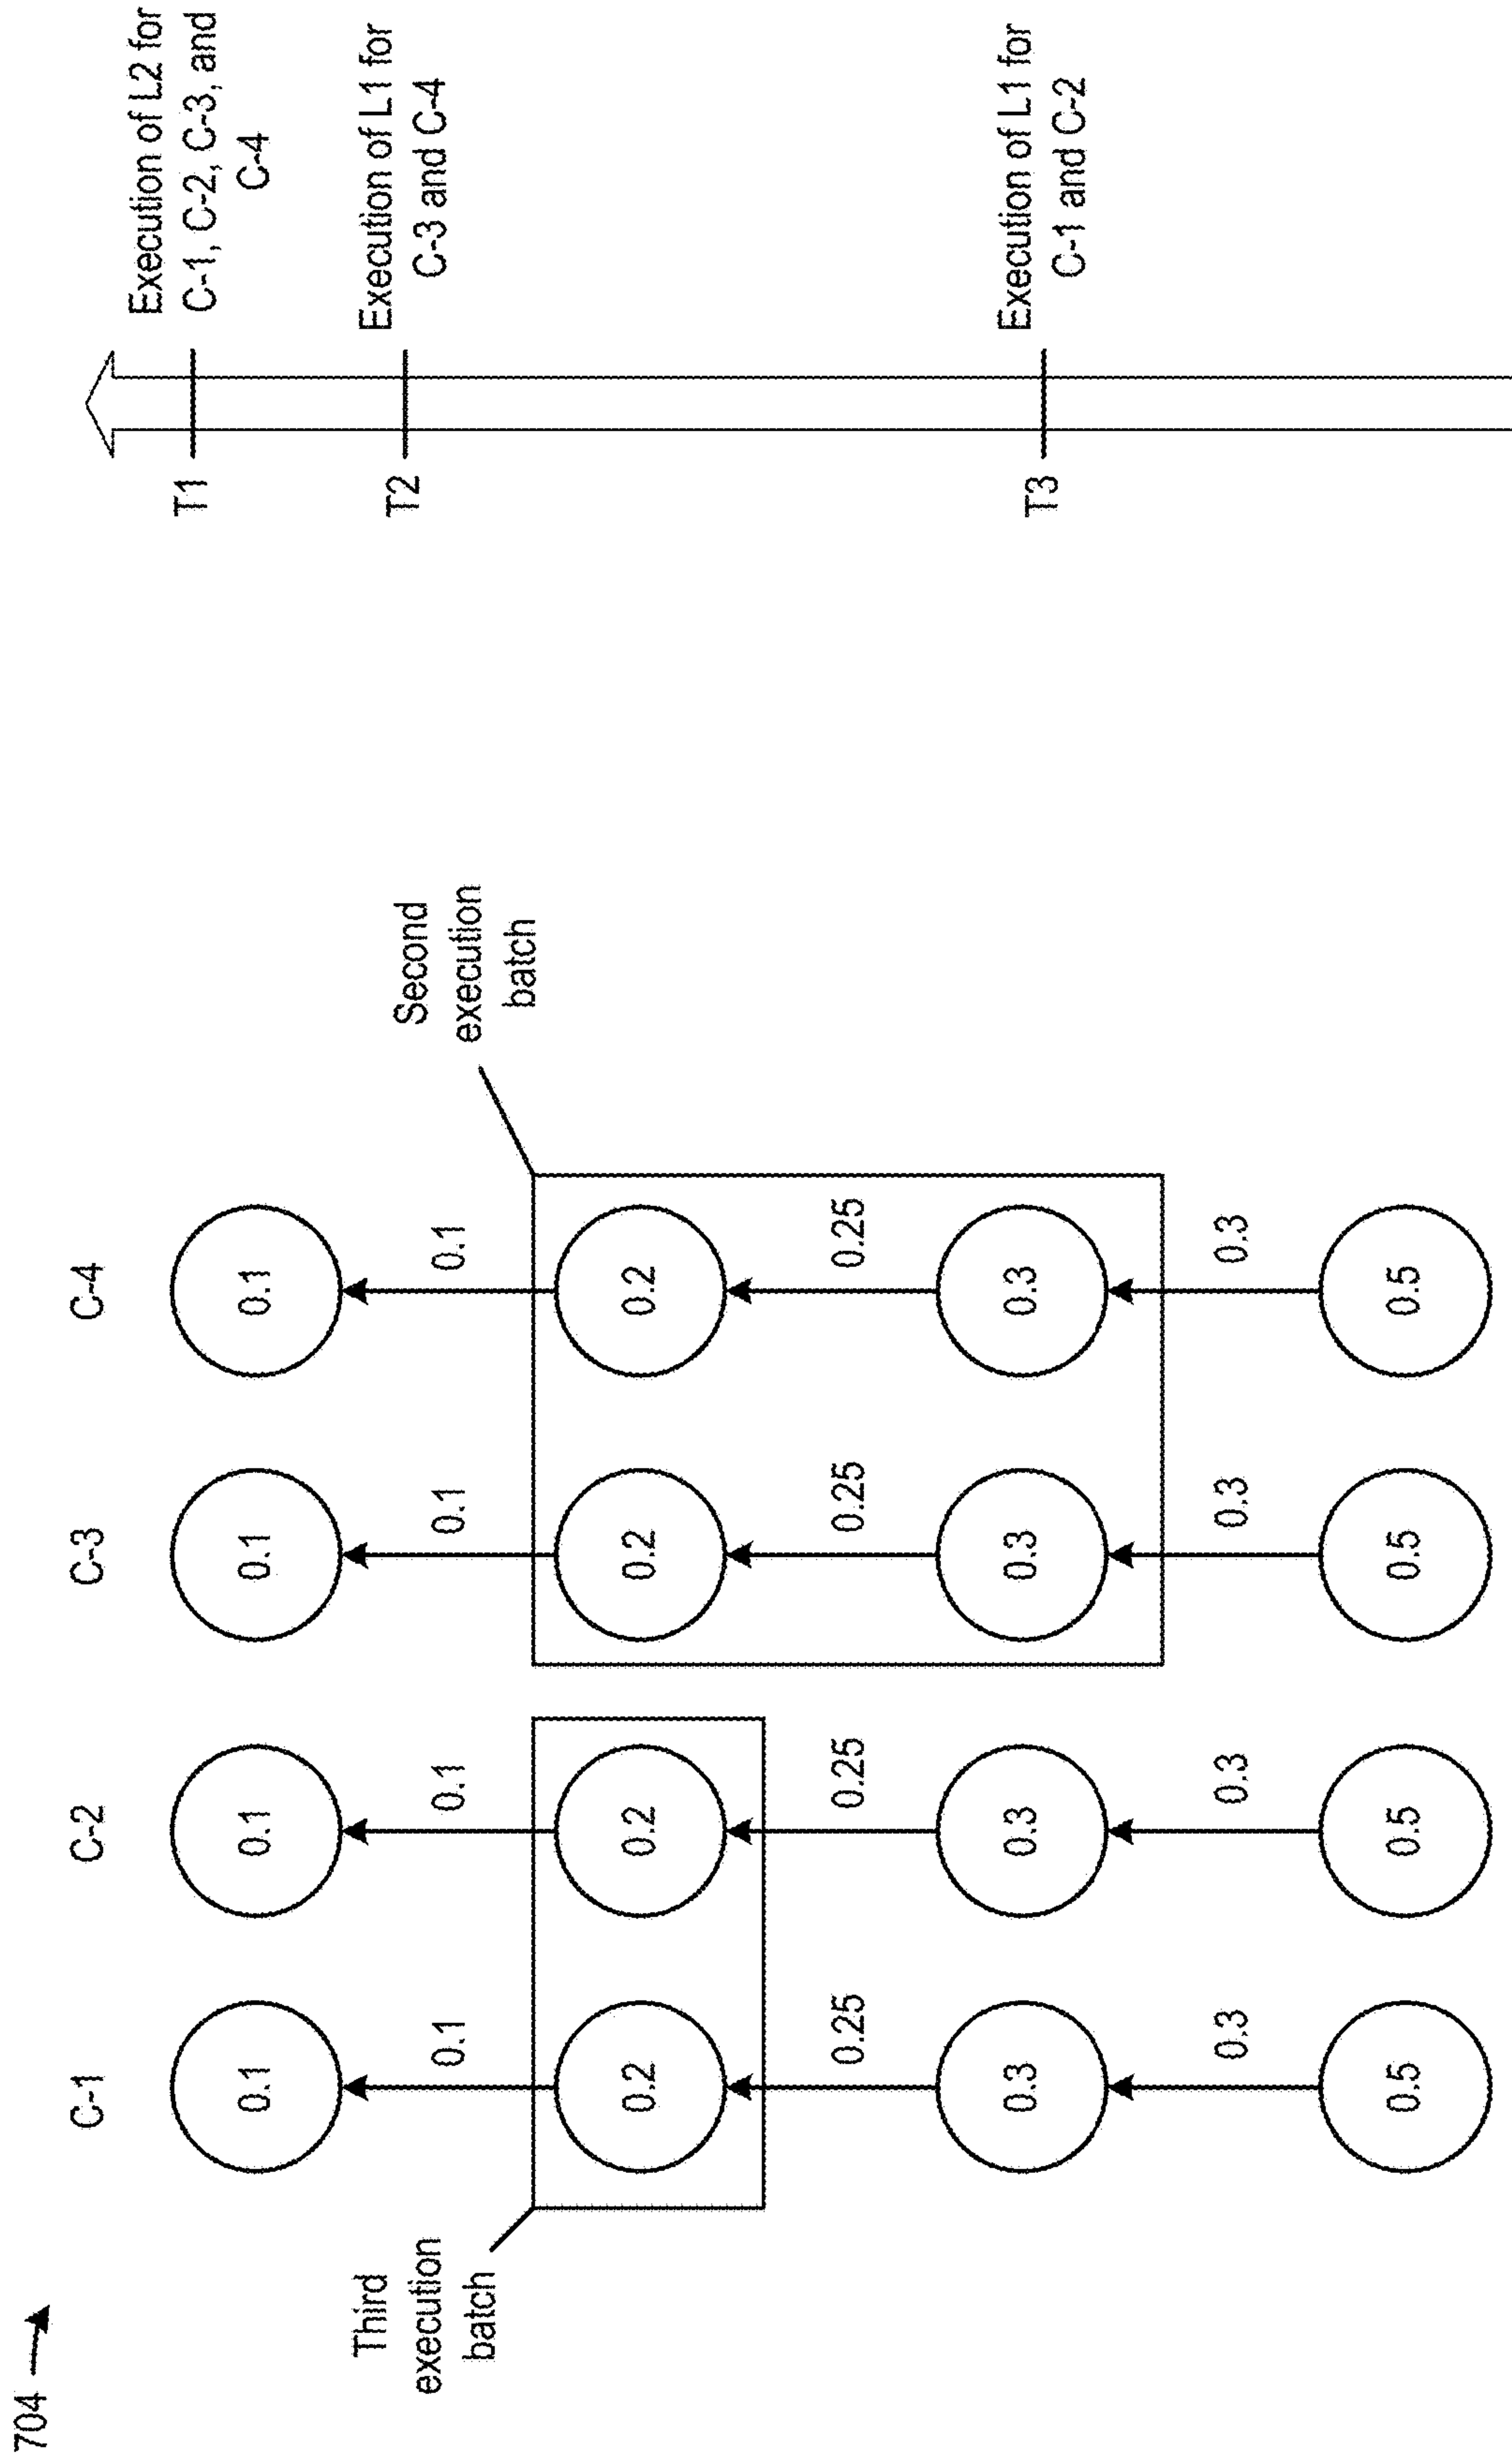 704
C-1 C-2 C-3 C-4
0.1 0.1 0.1 0.1
0.1 0.1 0.1 0.1
Third
execution
batch
Second
execution
batch
0.2 0.2 0.2 0.2
0.25 0.25 0.25 0.25
0.3 0.3 0.3 0.3
0.3 0.3 0.3 0.3
0.5 0.5 0.5 0.5
T1
Execution of L2 for
C-1, C-2, C-3, and
C-4
T2
Execution of L1 for
C-3 and C-4
T3
Execution of L1 for
C-1 and C-2